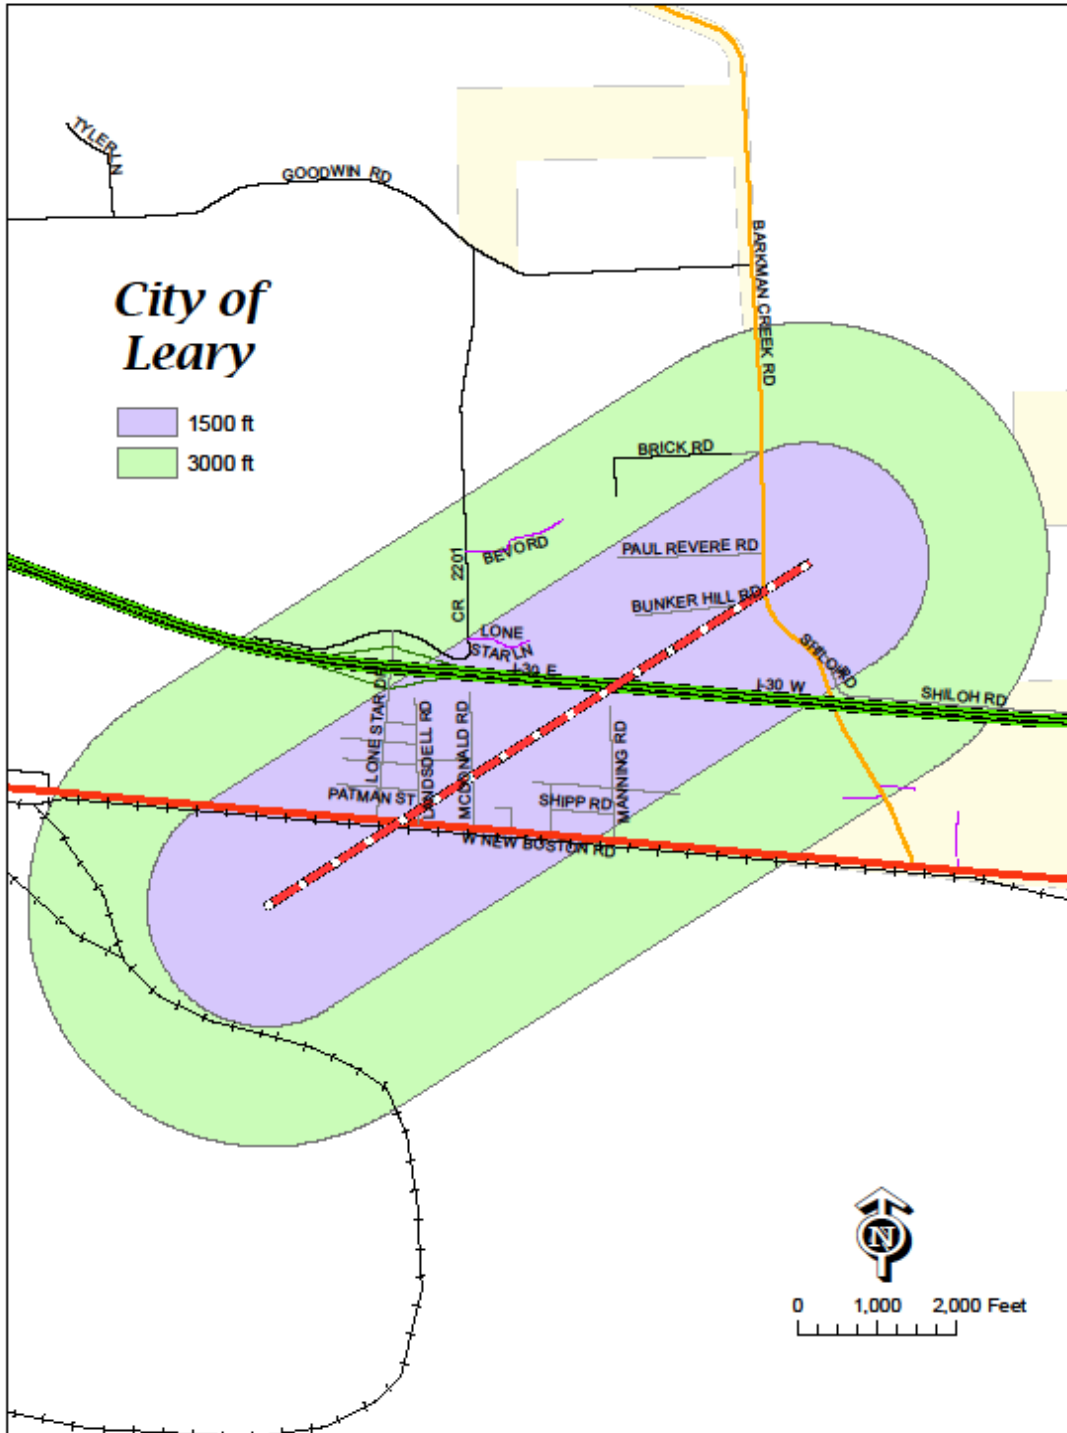 TYLER LN
GOODWIN RD
BARKMAN CREEK RD
City of
Leary
1500 ft
3000 ft
BRICK RD
BEVO RD
PAUL REVERE RD
CR 2201
BUNKER HILL RD
LONE
STAR LN
SHILOH RD
I-30 E
I-30 W
SHILOH RD
LONE STAR DR
LANDSDELL RD
MCDONALD RD
MANNING RD
PATMAN ST
SHIPP RD
W NEW BOSTON RD
N
0 1,000 2,000 Feet